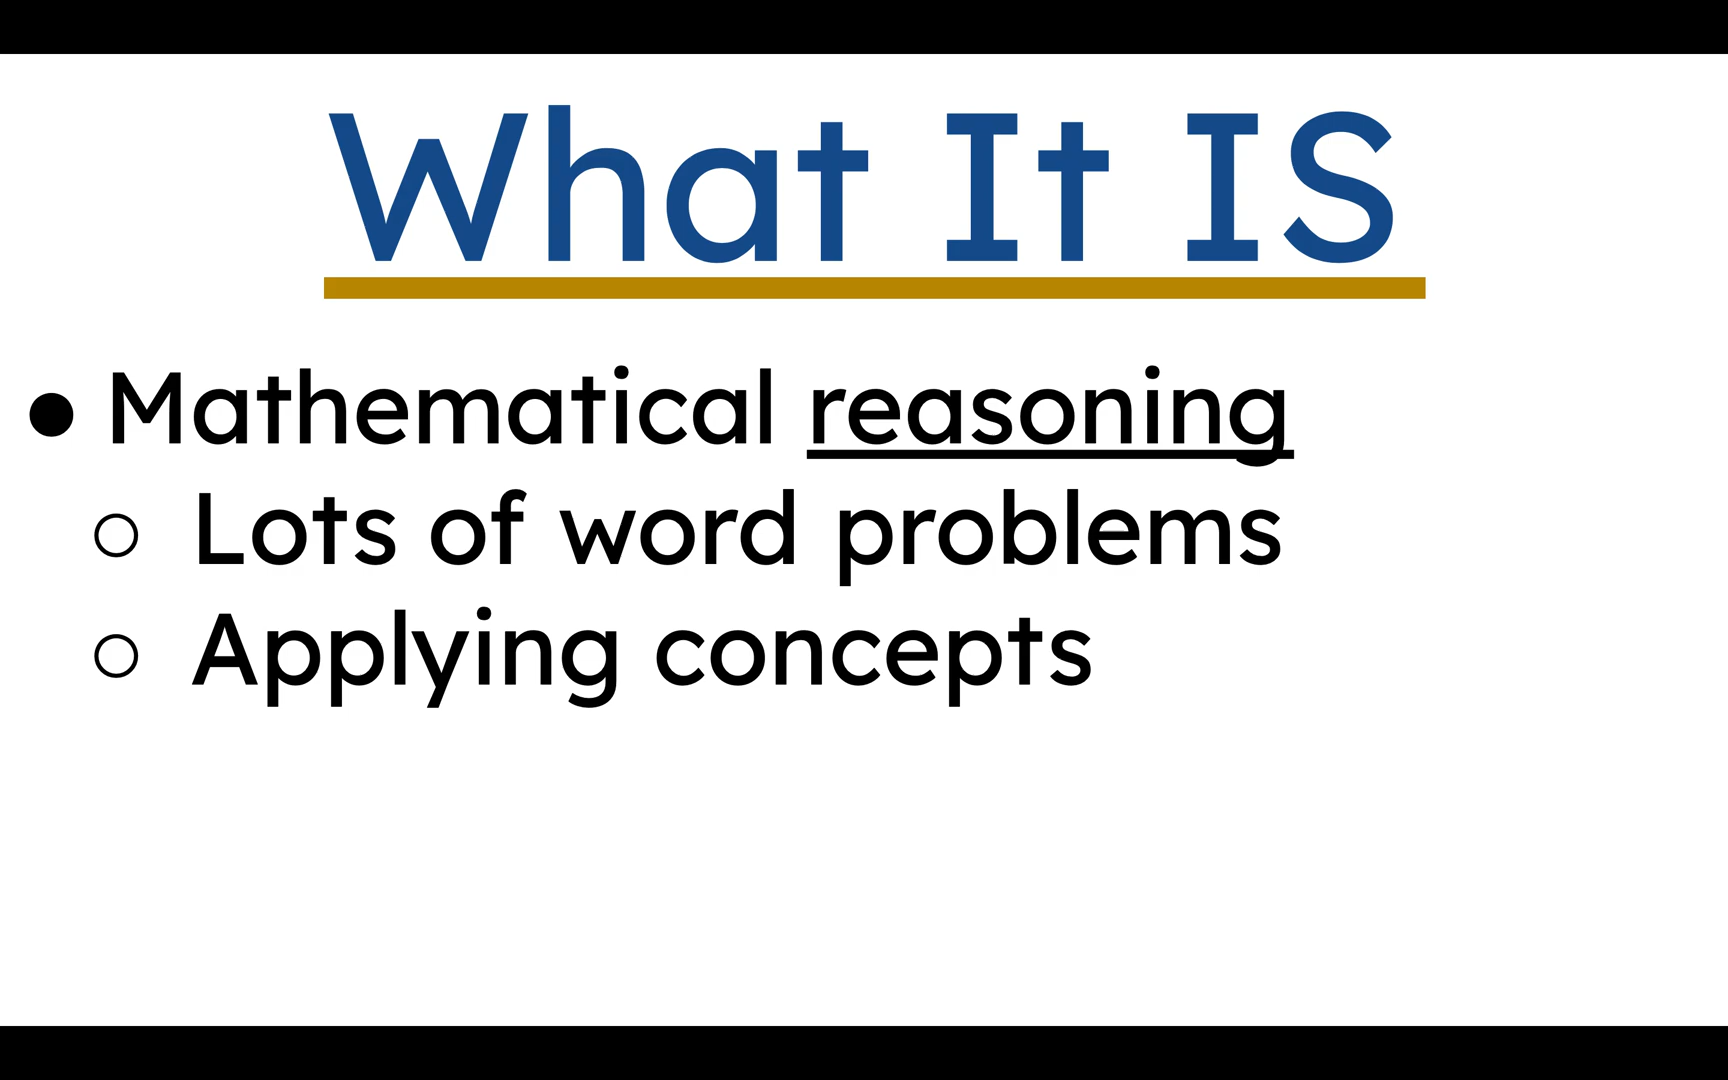 What It IS
● Mathematical reasoning
○ Lots of word problems
○ Applying concepts